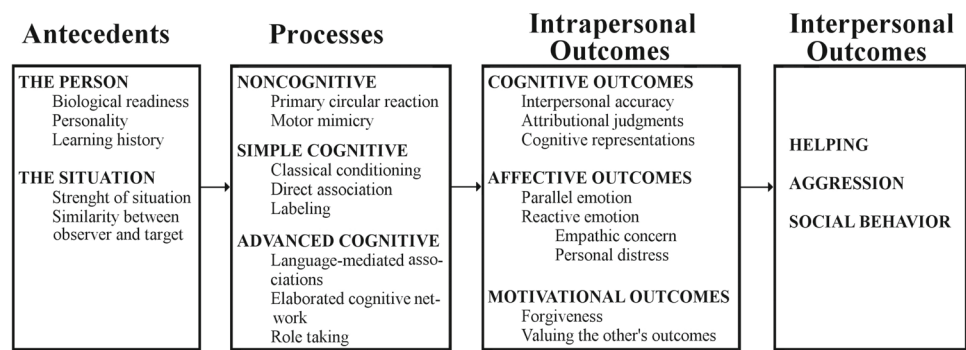 Antecedents
THE PERSON
Biological readiness
Personality
Learning history
THE SITUATION
Strenght of situation
Similarity between
observer and target
Processes
NONCOGNITIVE
Primary circular reaction
Motor mimicry
SIMPLE COGNITIVE
Classical conditioning
Direct association
Labeling
ADVANCED COGNITIVE
Language-mediated asso-
ciations
Elaborated cognitive net-
work
Role taking
Intrapersonal
Outcomes
COGNITIVE OUTCOMES
Interpersonal accuracy
Attributional judgments
Cognitive representations
AFFECTIVE OUTCOMES
Parallel emotion
Reactive emotion
Empathic concern
Personal distress
MOTIVATIONAL OUTCOMES
Forgiveness
Valuing the other's outcomes
Interpersonal
Outcomes
HELPING
AGGRESSION
SOCIAL BEHAVIOR